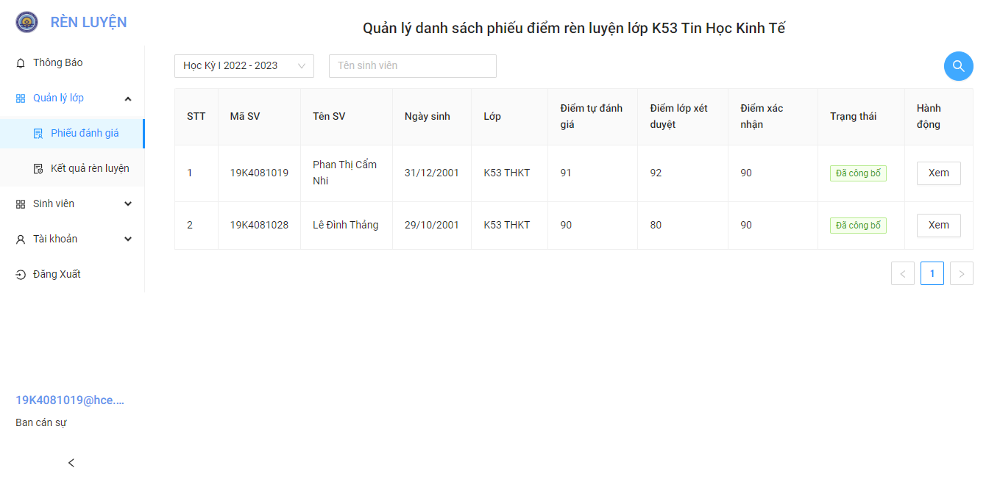 RÈN LUYỆN
Thông Báo
Quản lý lớp
Phiếu đánh giá
Kết quả rèn luyện
Sinh viên
Tài khoản
Đăng Xuất
19K4081019@hce....
Ban cán sự
Quản lý danh sách phiếu điểm rèn luyện lớp K53 Tin Học Kinh Tế
Học Kỳ I 2022 - 2023 Tên sinh viên
STT Mã SV Tên SV Ngày sinh Lớp Điểm tự đánh giá Điểm lớp xét duyệt Điểm xác nhận Trạng thái Hành động
1 19K4081019 Phan Thị Cẩm Nhi 31/12/2001 K53 THKT 91 92 90 Đã công bố Xem
2 19K4081028 Lê Đình Thảng 29/10/2001 K53 THKT 90 80 90 Đã công bố Xem
< 1 >